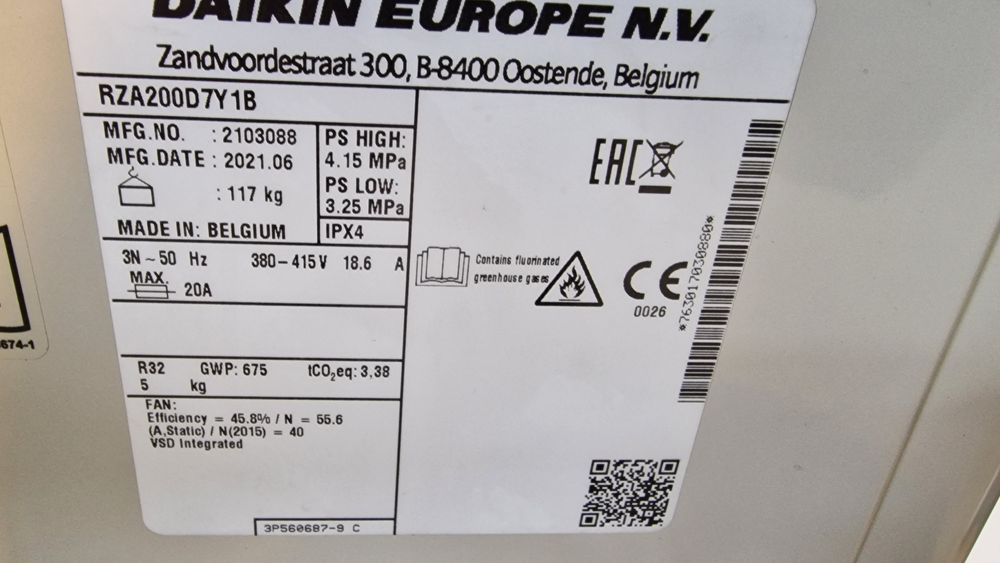 DAIKIN EUROPE N.V.
Zandvoordestraat 300, B-8400 Oostende, Belgium
RZA200D7Y1B
MFG.NO. : 2103088
MFG.DATE : 2021.06
: 117 kg
MADE IN: BELGIUM
PS HIGH:
4.15 MPa
PS LOW:
3.25 MPa
IPX4
3N ~ 50 Hz 380-415V 18.6 A
MAX.
20A
R32 GWP: 675 tCO2eq: 3,38
5 kg
FAN:
Efficiency = 45.8% / N = 55.6
(A,Static) / N(2015) = 40
VSD Integrated
3P560687-9 C
EAC
Contains fluorinated
greenhouse gases
CE
0026
*763017030880*
674-1